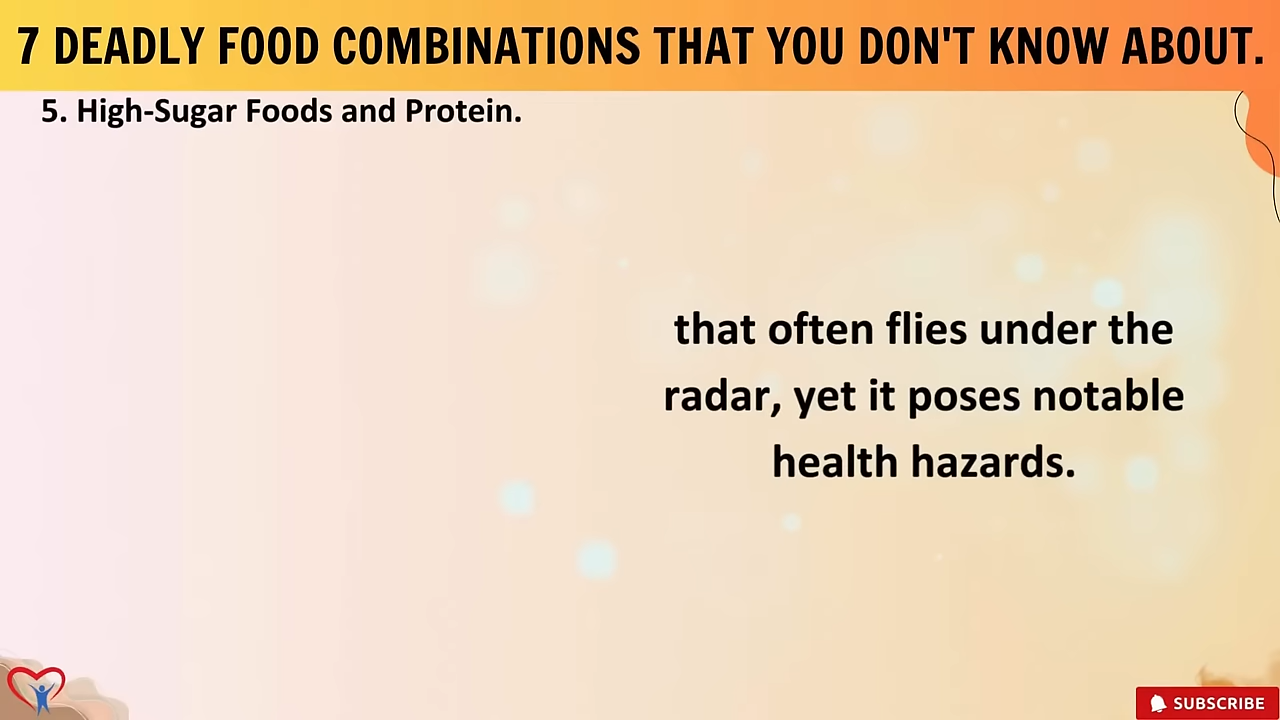 7 DEADLY FOOD COMBINATIONS THAT YOU DON'T KNOW ABOUT.
5. High-Sugar Foods and Protein.
that often flies under the
radar, yet it poses notable
health hazards.
SUBSCRIBE